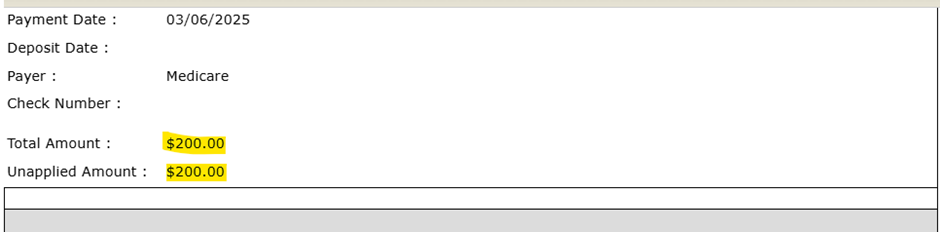 Payment Date : 03/06/2025
Deposit Date :
Payer : Medicare
Check Number :
Total Amount : $200.00
Unapplied Amount : $200.00